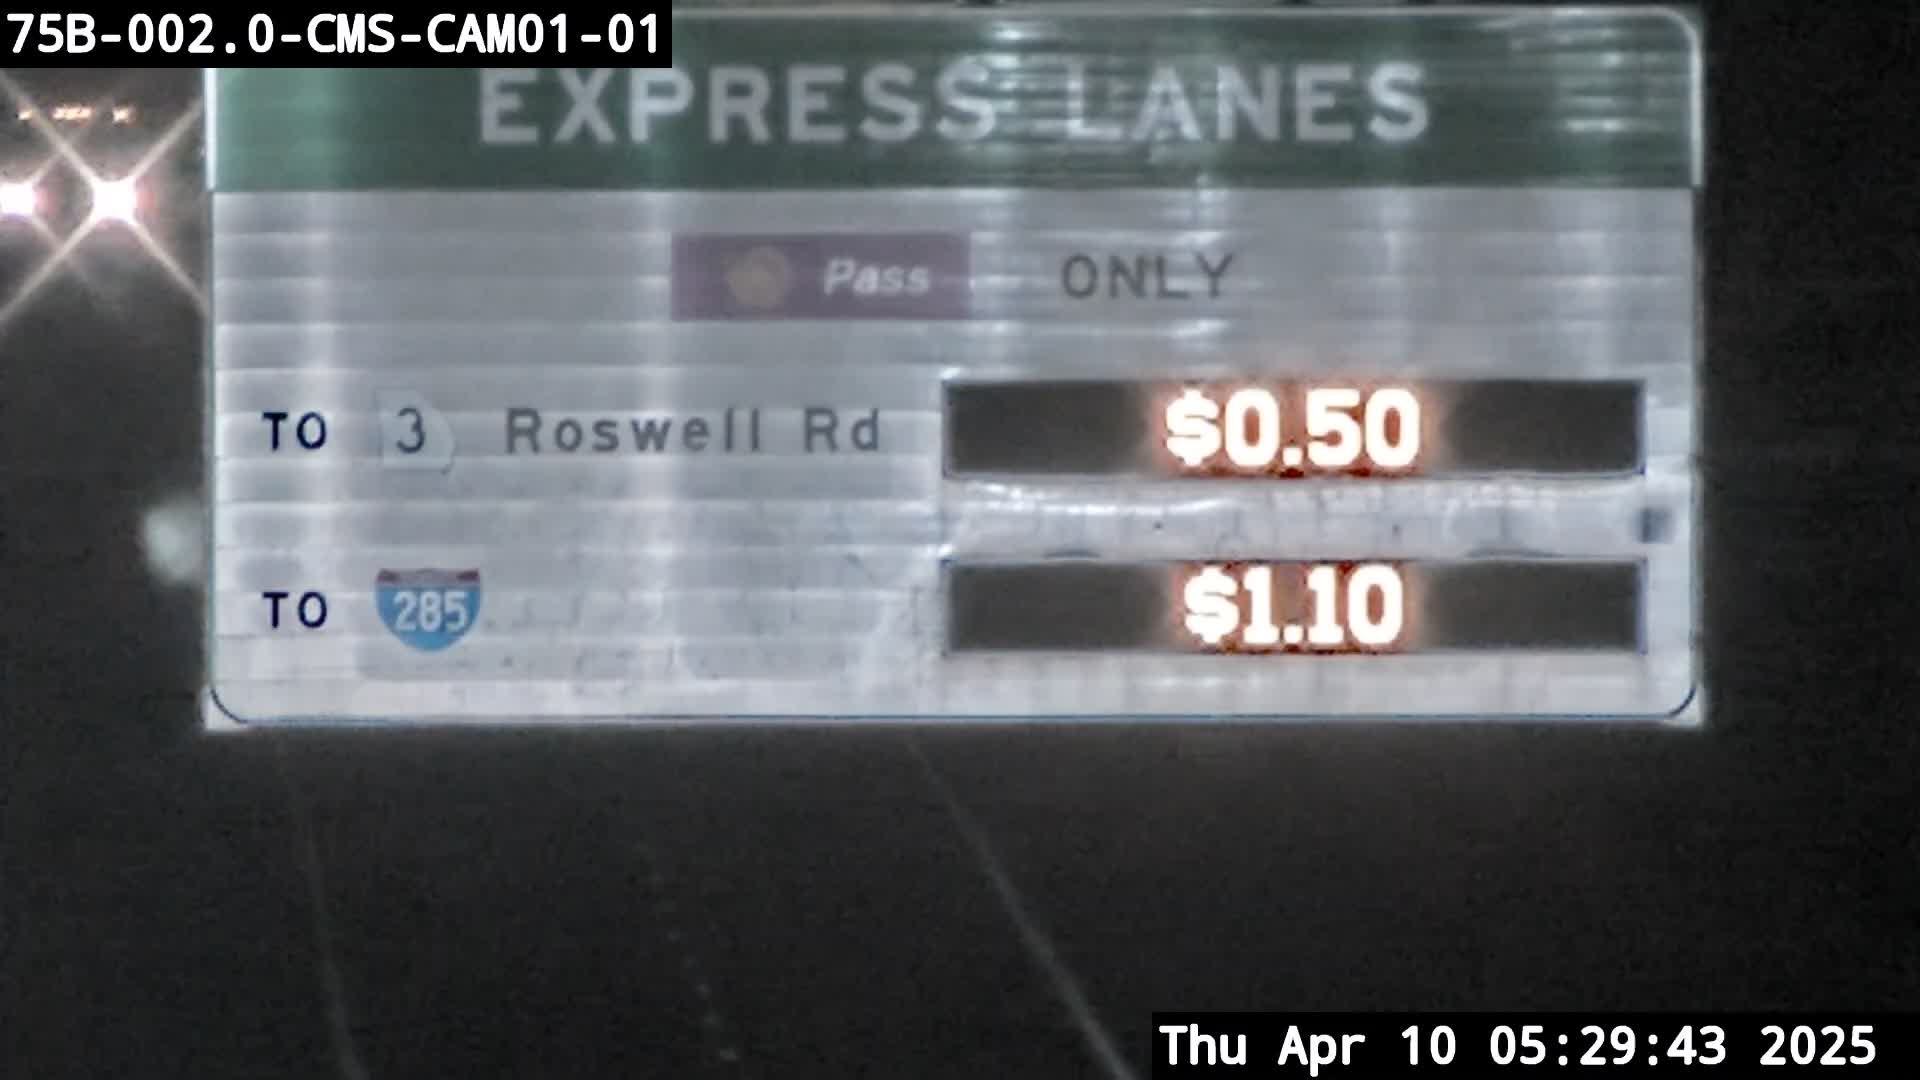 75B-002.0-CMS-CAM01-01
EXPRESS LANES
Pass ONLY
TO 3 Roswell Rd $0.50
TO 285 $1.10
Thu Apr 10 05:29:43 2025